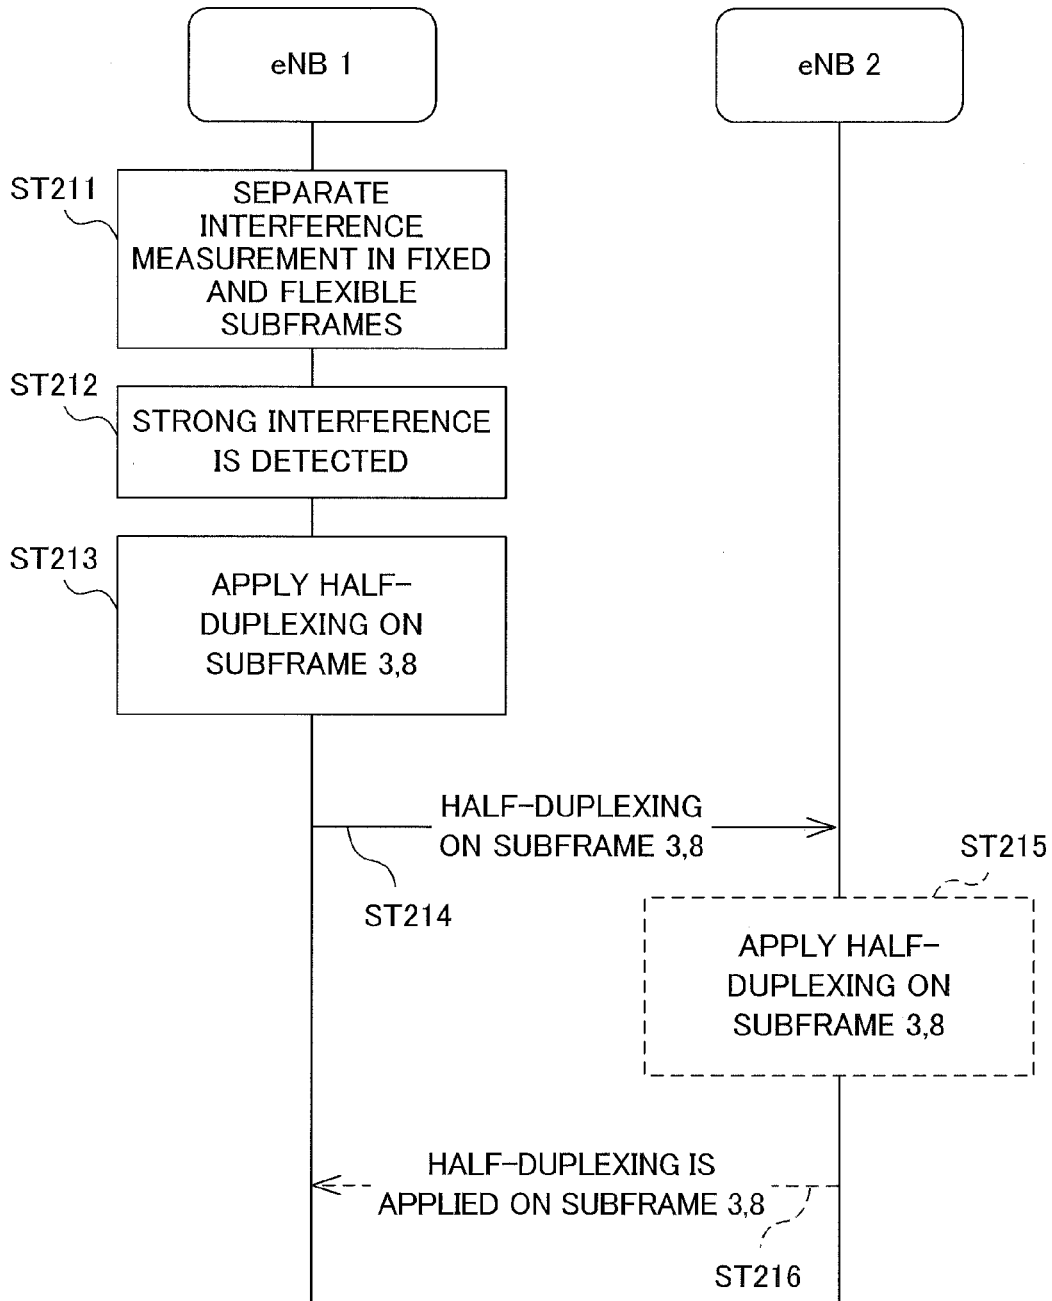 eNB 1
eNB 2
ST211
SEPARATE
INTERFERENCE
MEASUREMENT IN FIXED
AND FLEXIBLE
SUBFRAMES
ST212
STRONG INTERFERENCE
IS DETECTED
ST213
APPLY HALF-
DUPLEXING ON
SUBFRAME 3,8
HALF-DUPLEXING
ON SUBFRAME 3,8
ST214
ST215
APPLY HALF-
DUPLEXING ON
SUBFRAME 3,8
HALF-DUPLEXING IS
APPLIED ON SUBFRAME 3,8
ST216